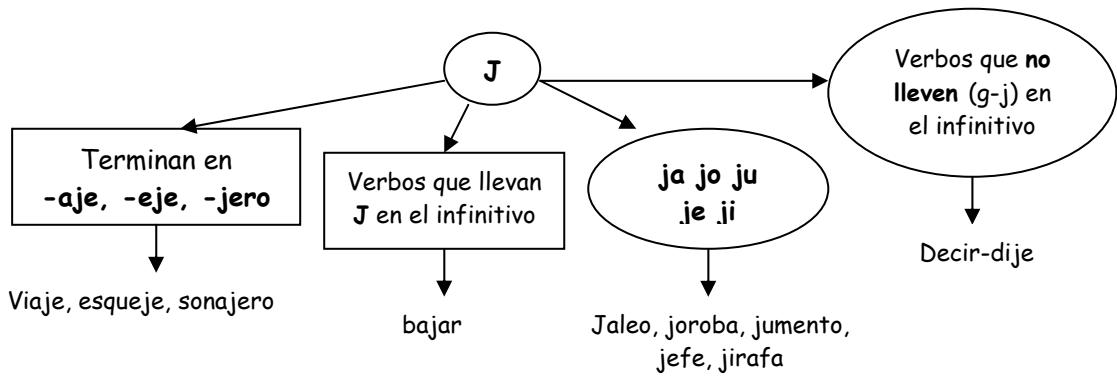 J
Terminan en
-aje, -eje, -jero
Viaje, esqueje, sonajero
Verbos que llevan
J en el infinitivo
bajar
ja jo ju
je ji
Jaleo, joroba, jumento,
jefe, jirafa
Verbos que no
lleven (g-j) en
el infinitivo
Decir-dije